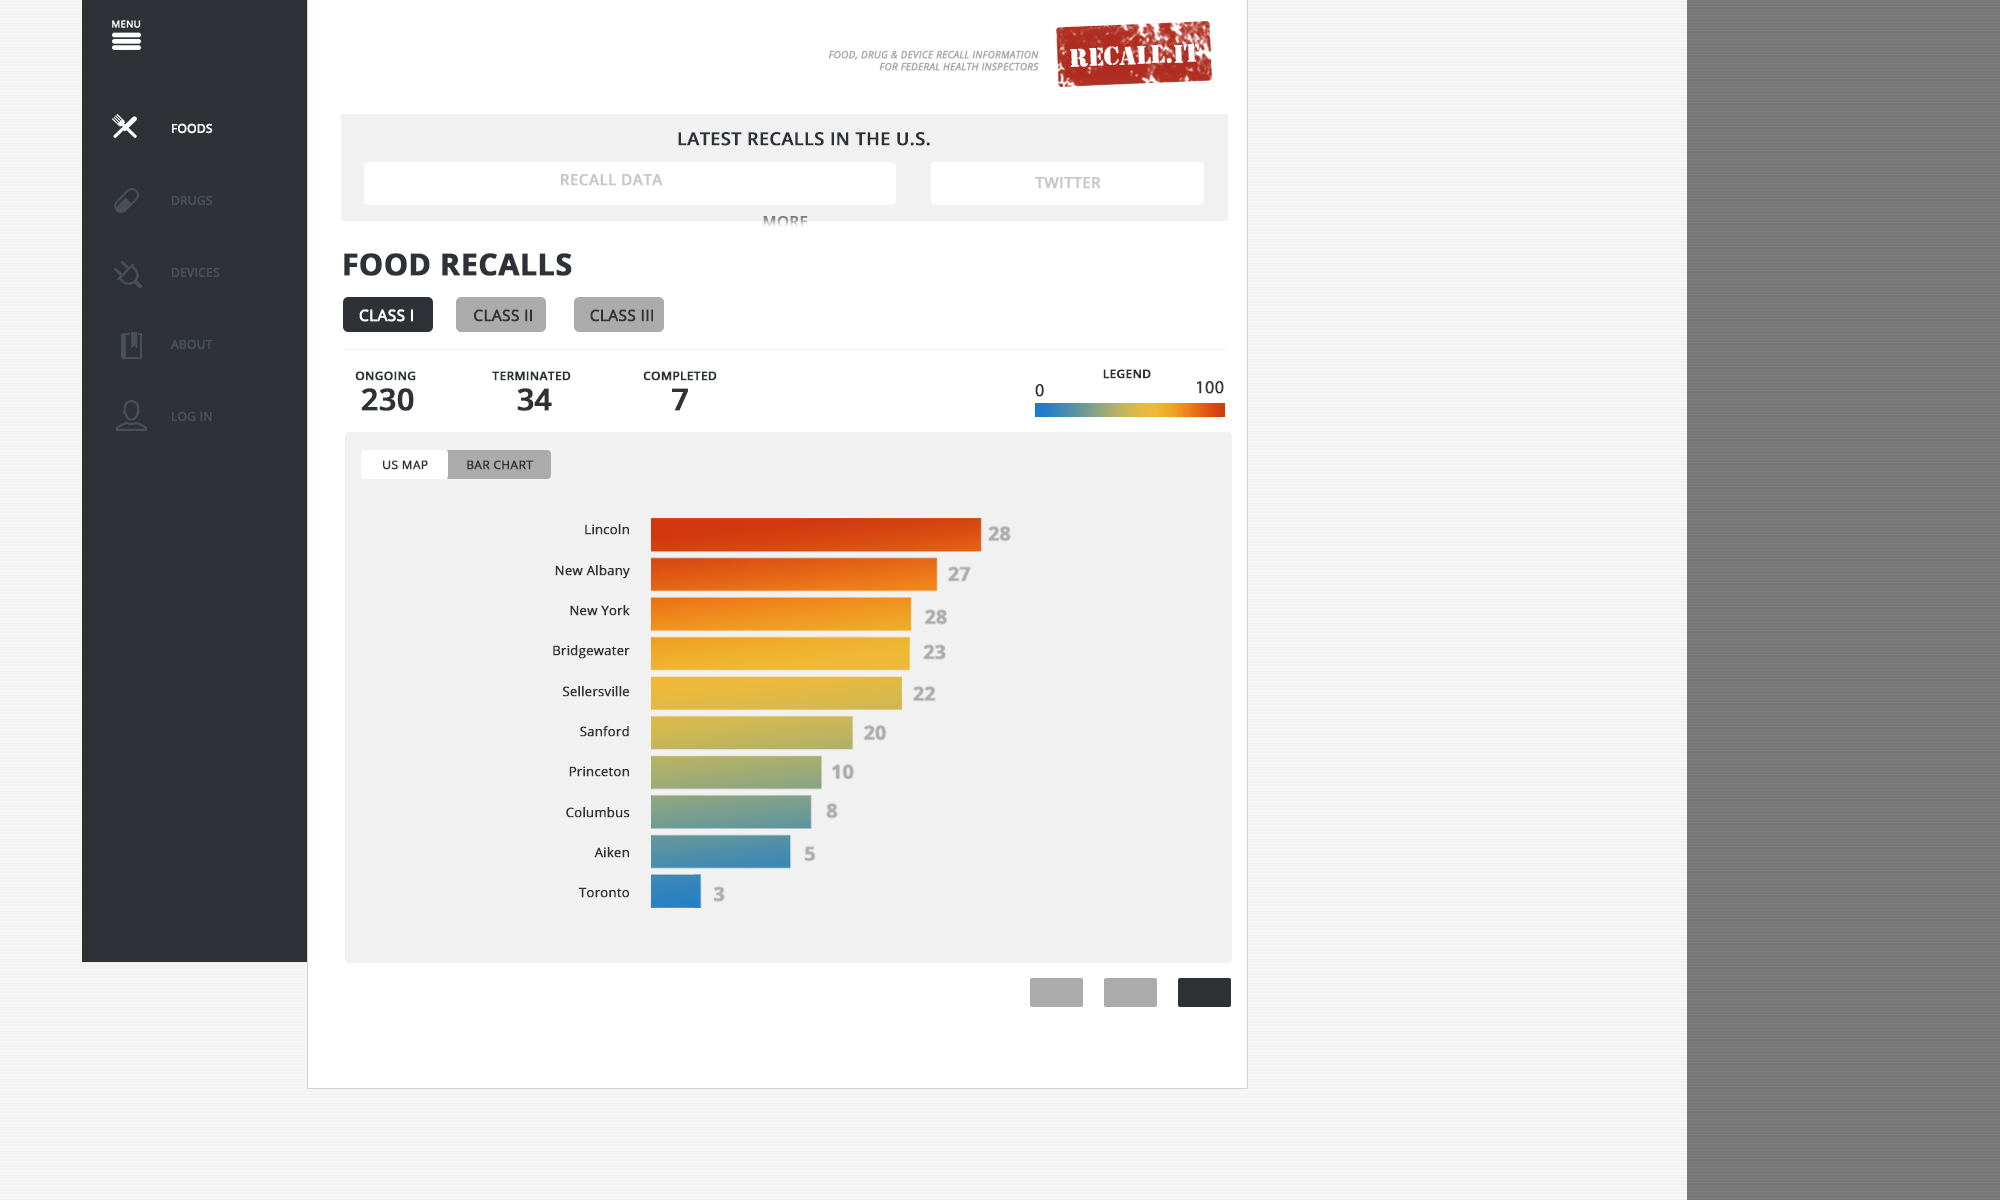 MENU
FOODS
DRUGS
DEVICES
ABOUT
LOG IN
FOOD, DRUG & DEVICE RECALL INFORMATION
FOR FEDERAL HEALTH INSPECTORS
RECALL.IT
LATEST RECALLS IN THE U.S.
RECALL DATA
TWITTER
MORE
FOOD RECALLS
CLASS I
CLASS II
CLASS III
ONGOING
230
TERMINATED
34
COMPLETED
7
LEGEND
0
100
US MAP
BAR CHART
Lincoln 28
New Albany 27
New York 28
Bridgewater 23
Sellersville 22
Sanford 20
Princeton 10
Columbus 8
Aiken 5
Toronto 3